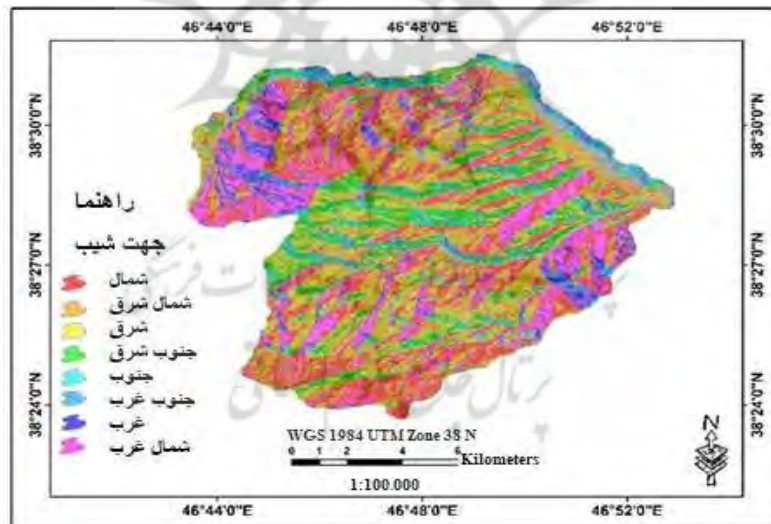 46°44'0"E 46°48'0"E 46°52'0"E
38°30'0"N 38°30'0"N
38°27'0"N 38°27'0"N
38°24'0"N 38°24'0"N
راهنما
جهت شیب
شمال
شمال شرق
شرق
جنوب شرق
جنوب
جنوب غرب
غرب
شمال غرب
N
WGS 1984 UTM Zone 38 N
0 1 2 4 6
Kilometers
1:100.000
46°44'0"E 46°48'0"E 46°52'0"E